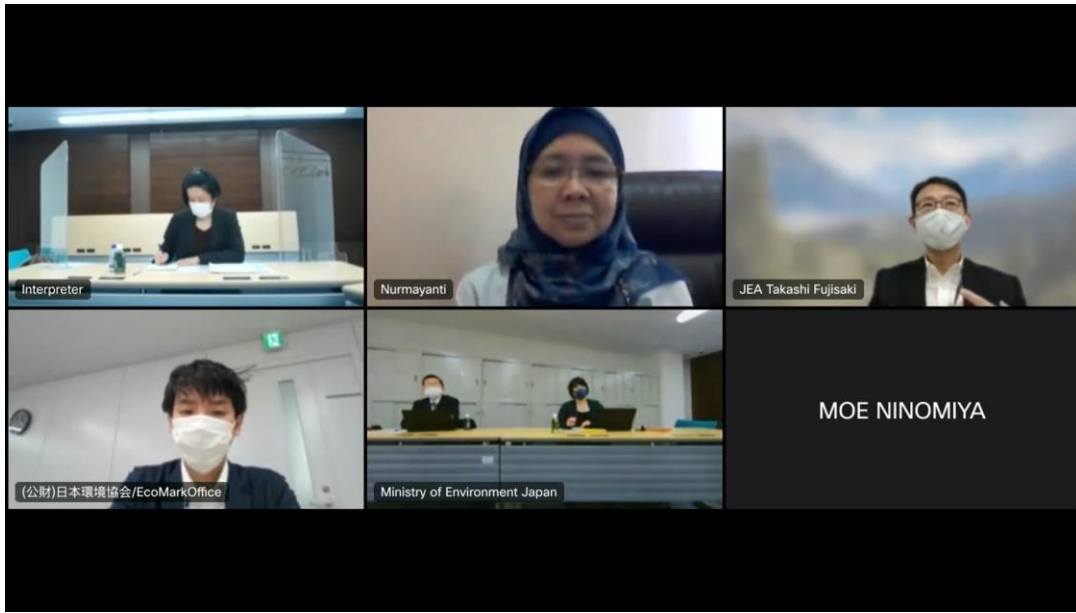 Interpreter
Nurmayanti
JEA Takashi Fujisaki
(公財)日本環境協会/EcoMarkOffice
Ministry of Environment Japan
MOE NINOMIYA